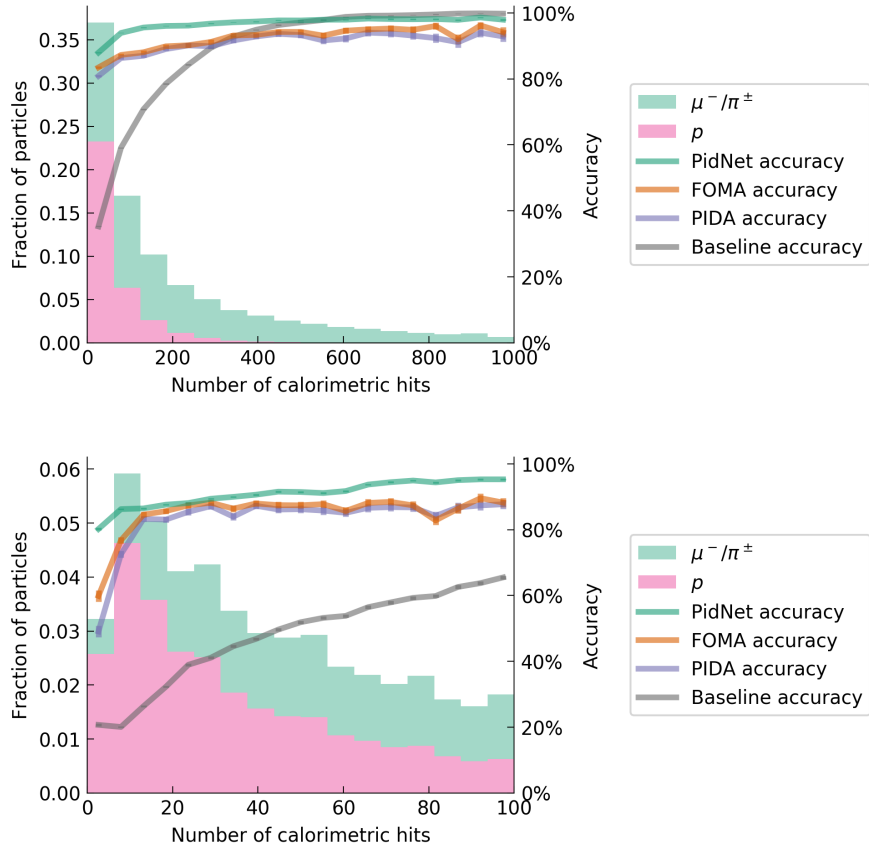 0.35
0.30
0.25
0.20
0.15
0.10
0.05
0.00
Fraction of particles
0 200 400 600 800 1000
Number of calorimetric hits
100%
80%
60%
40%
20%
0%
Accuracy
μ⁻/π±
p
PidNet accuracy
FOMA accuracy
PIDA accuracy
Baseline accuracy
0.06
0.05
0.04
0.03
0.02
0.01
0.00
Fraction of particles
0 20 40 60 80 100
Number of calorimetric hits
100%
80%
60%
40%
20%
0%
Accuracy
μ⁻/π±
p
PidNet accuracy
FOMA accuracy
PIDA accuracy
Baseline accuracy